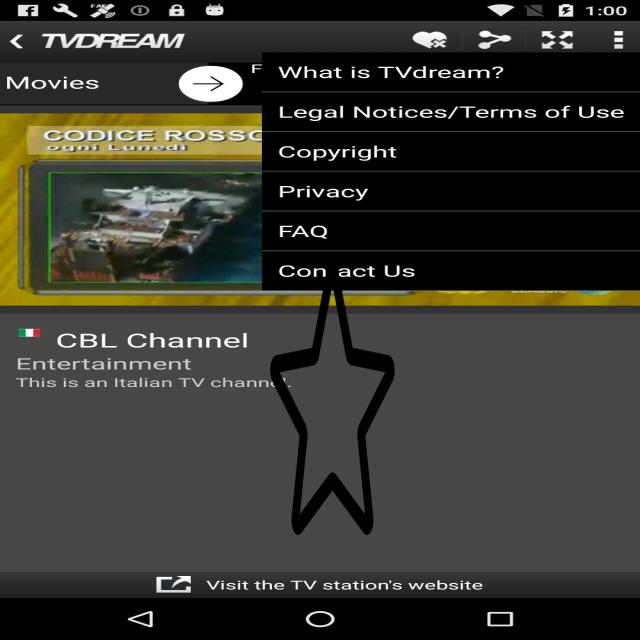 1:00
TVDREAM
Movies
F
What is TVdream?
Legal Notices/Terms of Use
Copyright
Privacy
FAQ
Con act Us
CODICE ROSSO
ogni Lunedì
CBL Channel
Entertainment
This is an Italian TV channel.
Visit the TV station's website